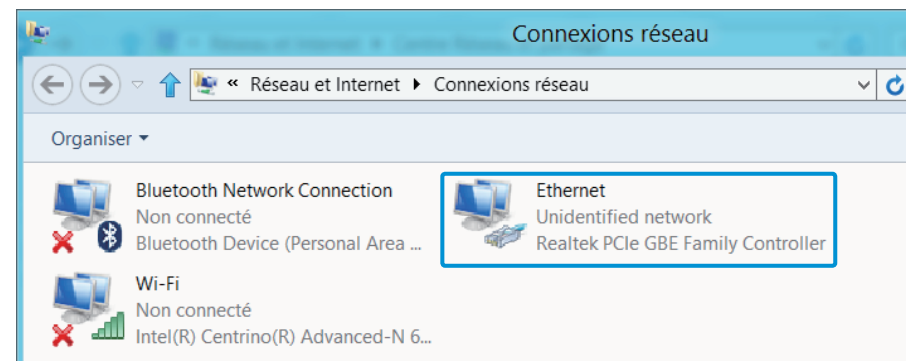 Connexions réseau
« Réseau et Internet ▸ Connexions réseau
Organiser
Bluetooth Network Connection
Non connecté
Bluetooth Device (Personal Area ...
Ethernet
Unidentified network
Realtek PCIe GBE Family Controller
Wi-Fi
Non connecté
Intel(R) Centrino(R) Advanced-N 6...